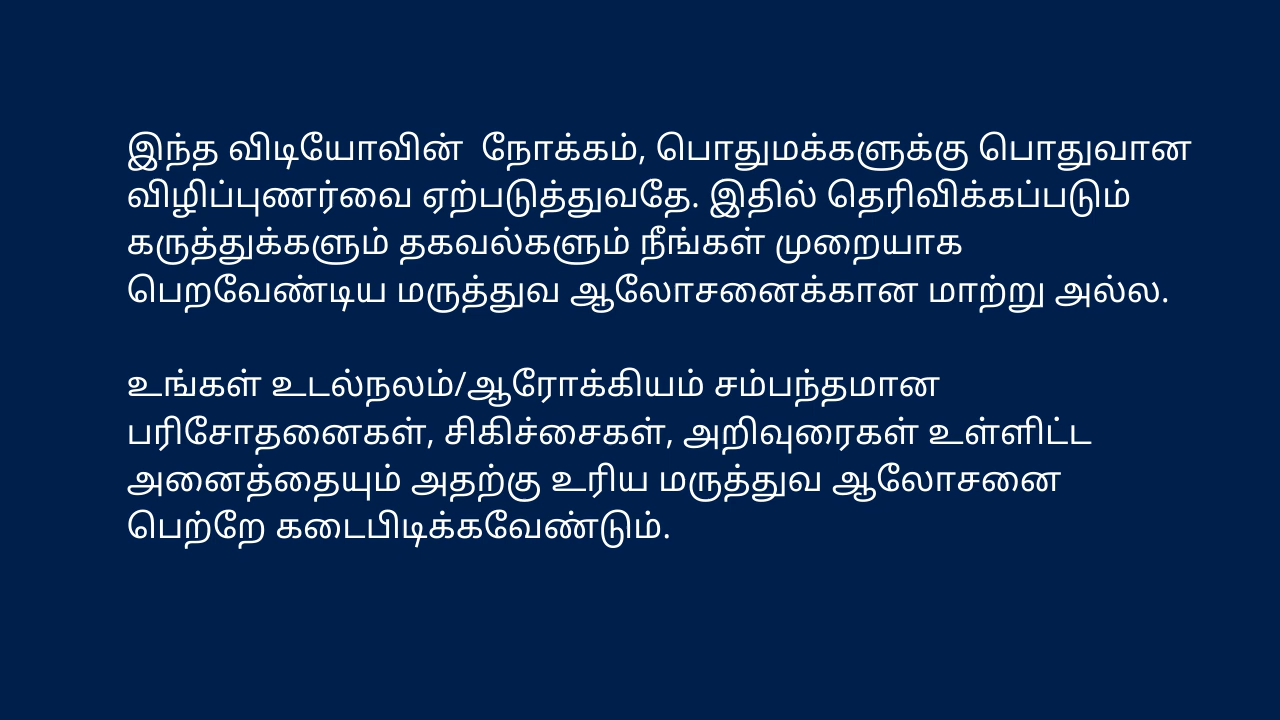 இந்த விடியோவின் நோக்கம், பொதுமக்களுக்கு பொதுவான
விழிப்புணர்வை ஏற்படுத்துவதே. இதில் தெரிவிக்கப்படும்
கருத்துக்களும் தகவல்களும் நீங்கள் முறையாக
பெறவேண்டிய மருத்துவ ஆலோசனைக்கான மாற்று அல்ல.
உங்கள் உடல்நலம்/ஆரோக்கியம் சம்பந்தமான
பரிசோதனைகள், சிகிச்சைகள், அறிவுரைகள் உள்ளிட்ட
அனைத்தையும் அதற்கு உரிய மருத்துவ ஆலோசனை
பெற்றே கடைபிடிக்கவேண்டும்.